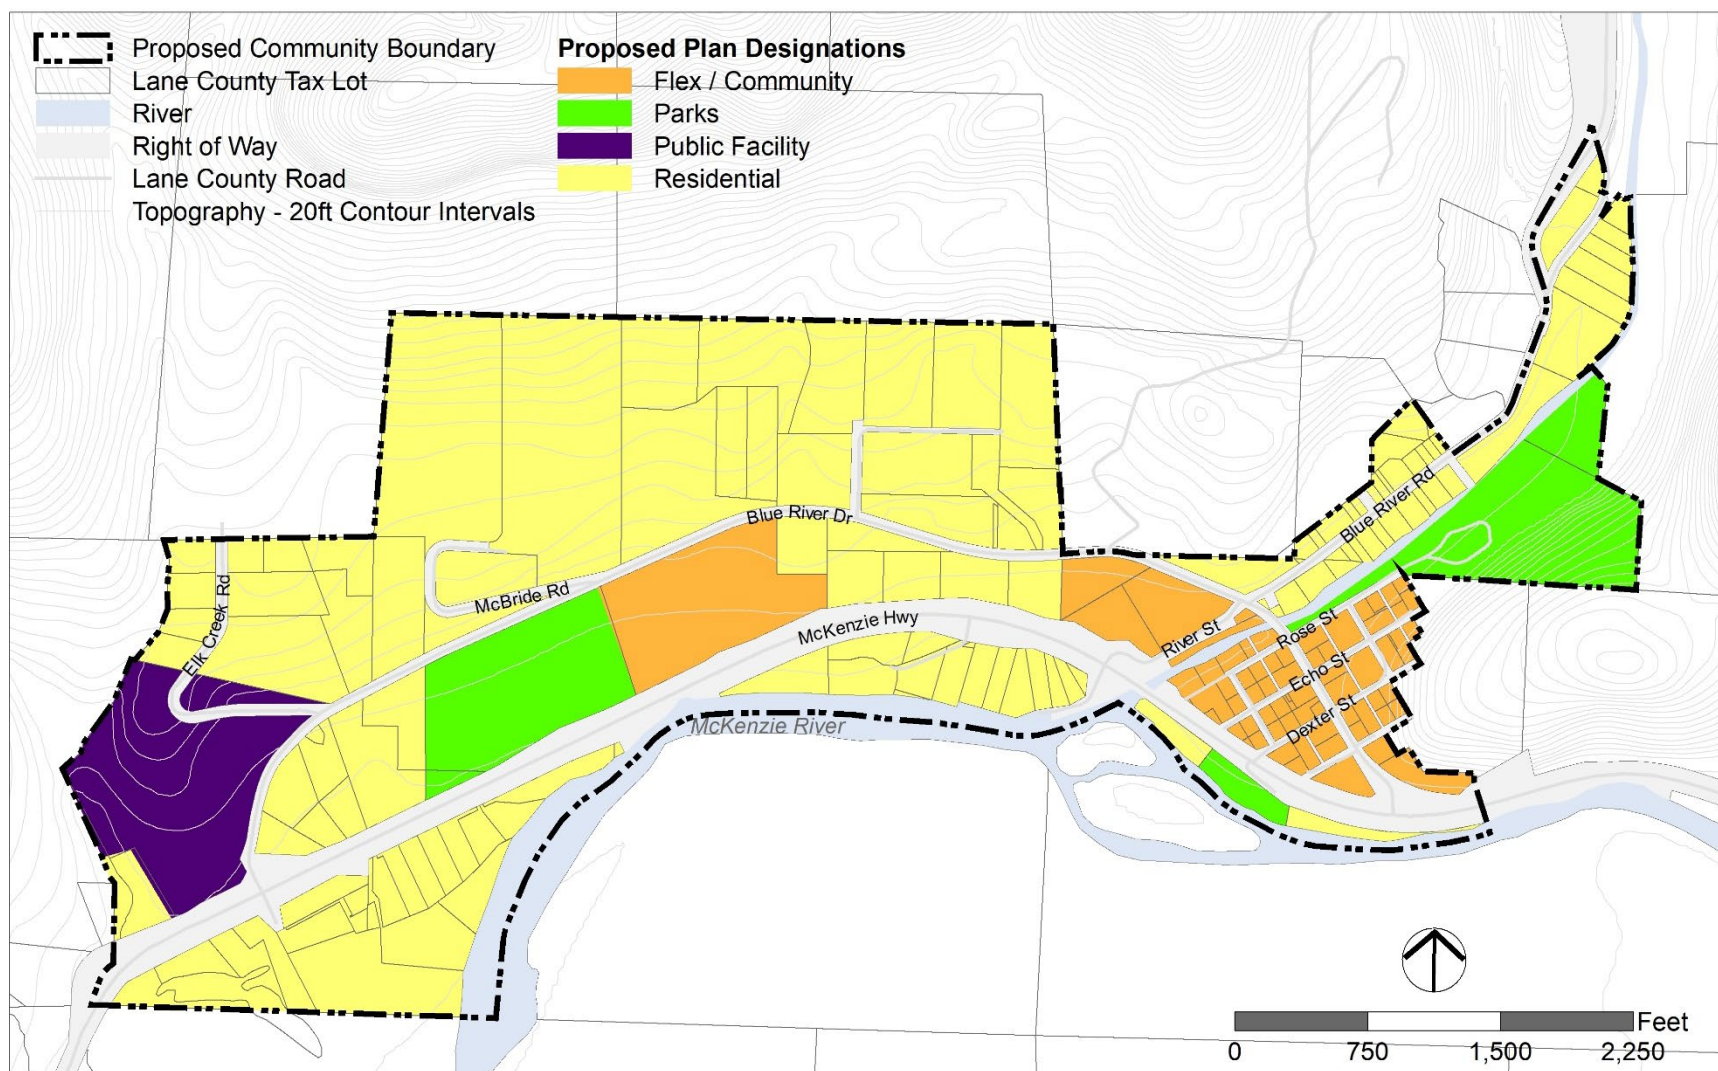 Proposed Community Boundary
Lane County Tax Lot
River
Right of Way
Lane County Road
Topography - 20ft Contour Intervals
Proposed Plan Designations
Flex / Community
Parks
Public Facility
Residential
Blue River Dr
McBride Rd
Elk Creek Rd
McKenzie Hwy
McKenzie River
Blue River Rd
River St
Rose St
Echo St
Dexter St
Feet
0 750 1,500 2,250